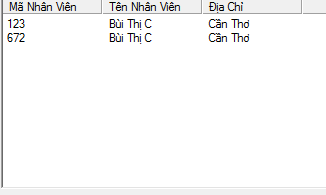 Mã Nhân Viên Tên Nhân Viên Địa Chỉ
123 Bùi Thị C Cần Thơ
672 Bùi Thị C Cần Thơ